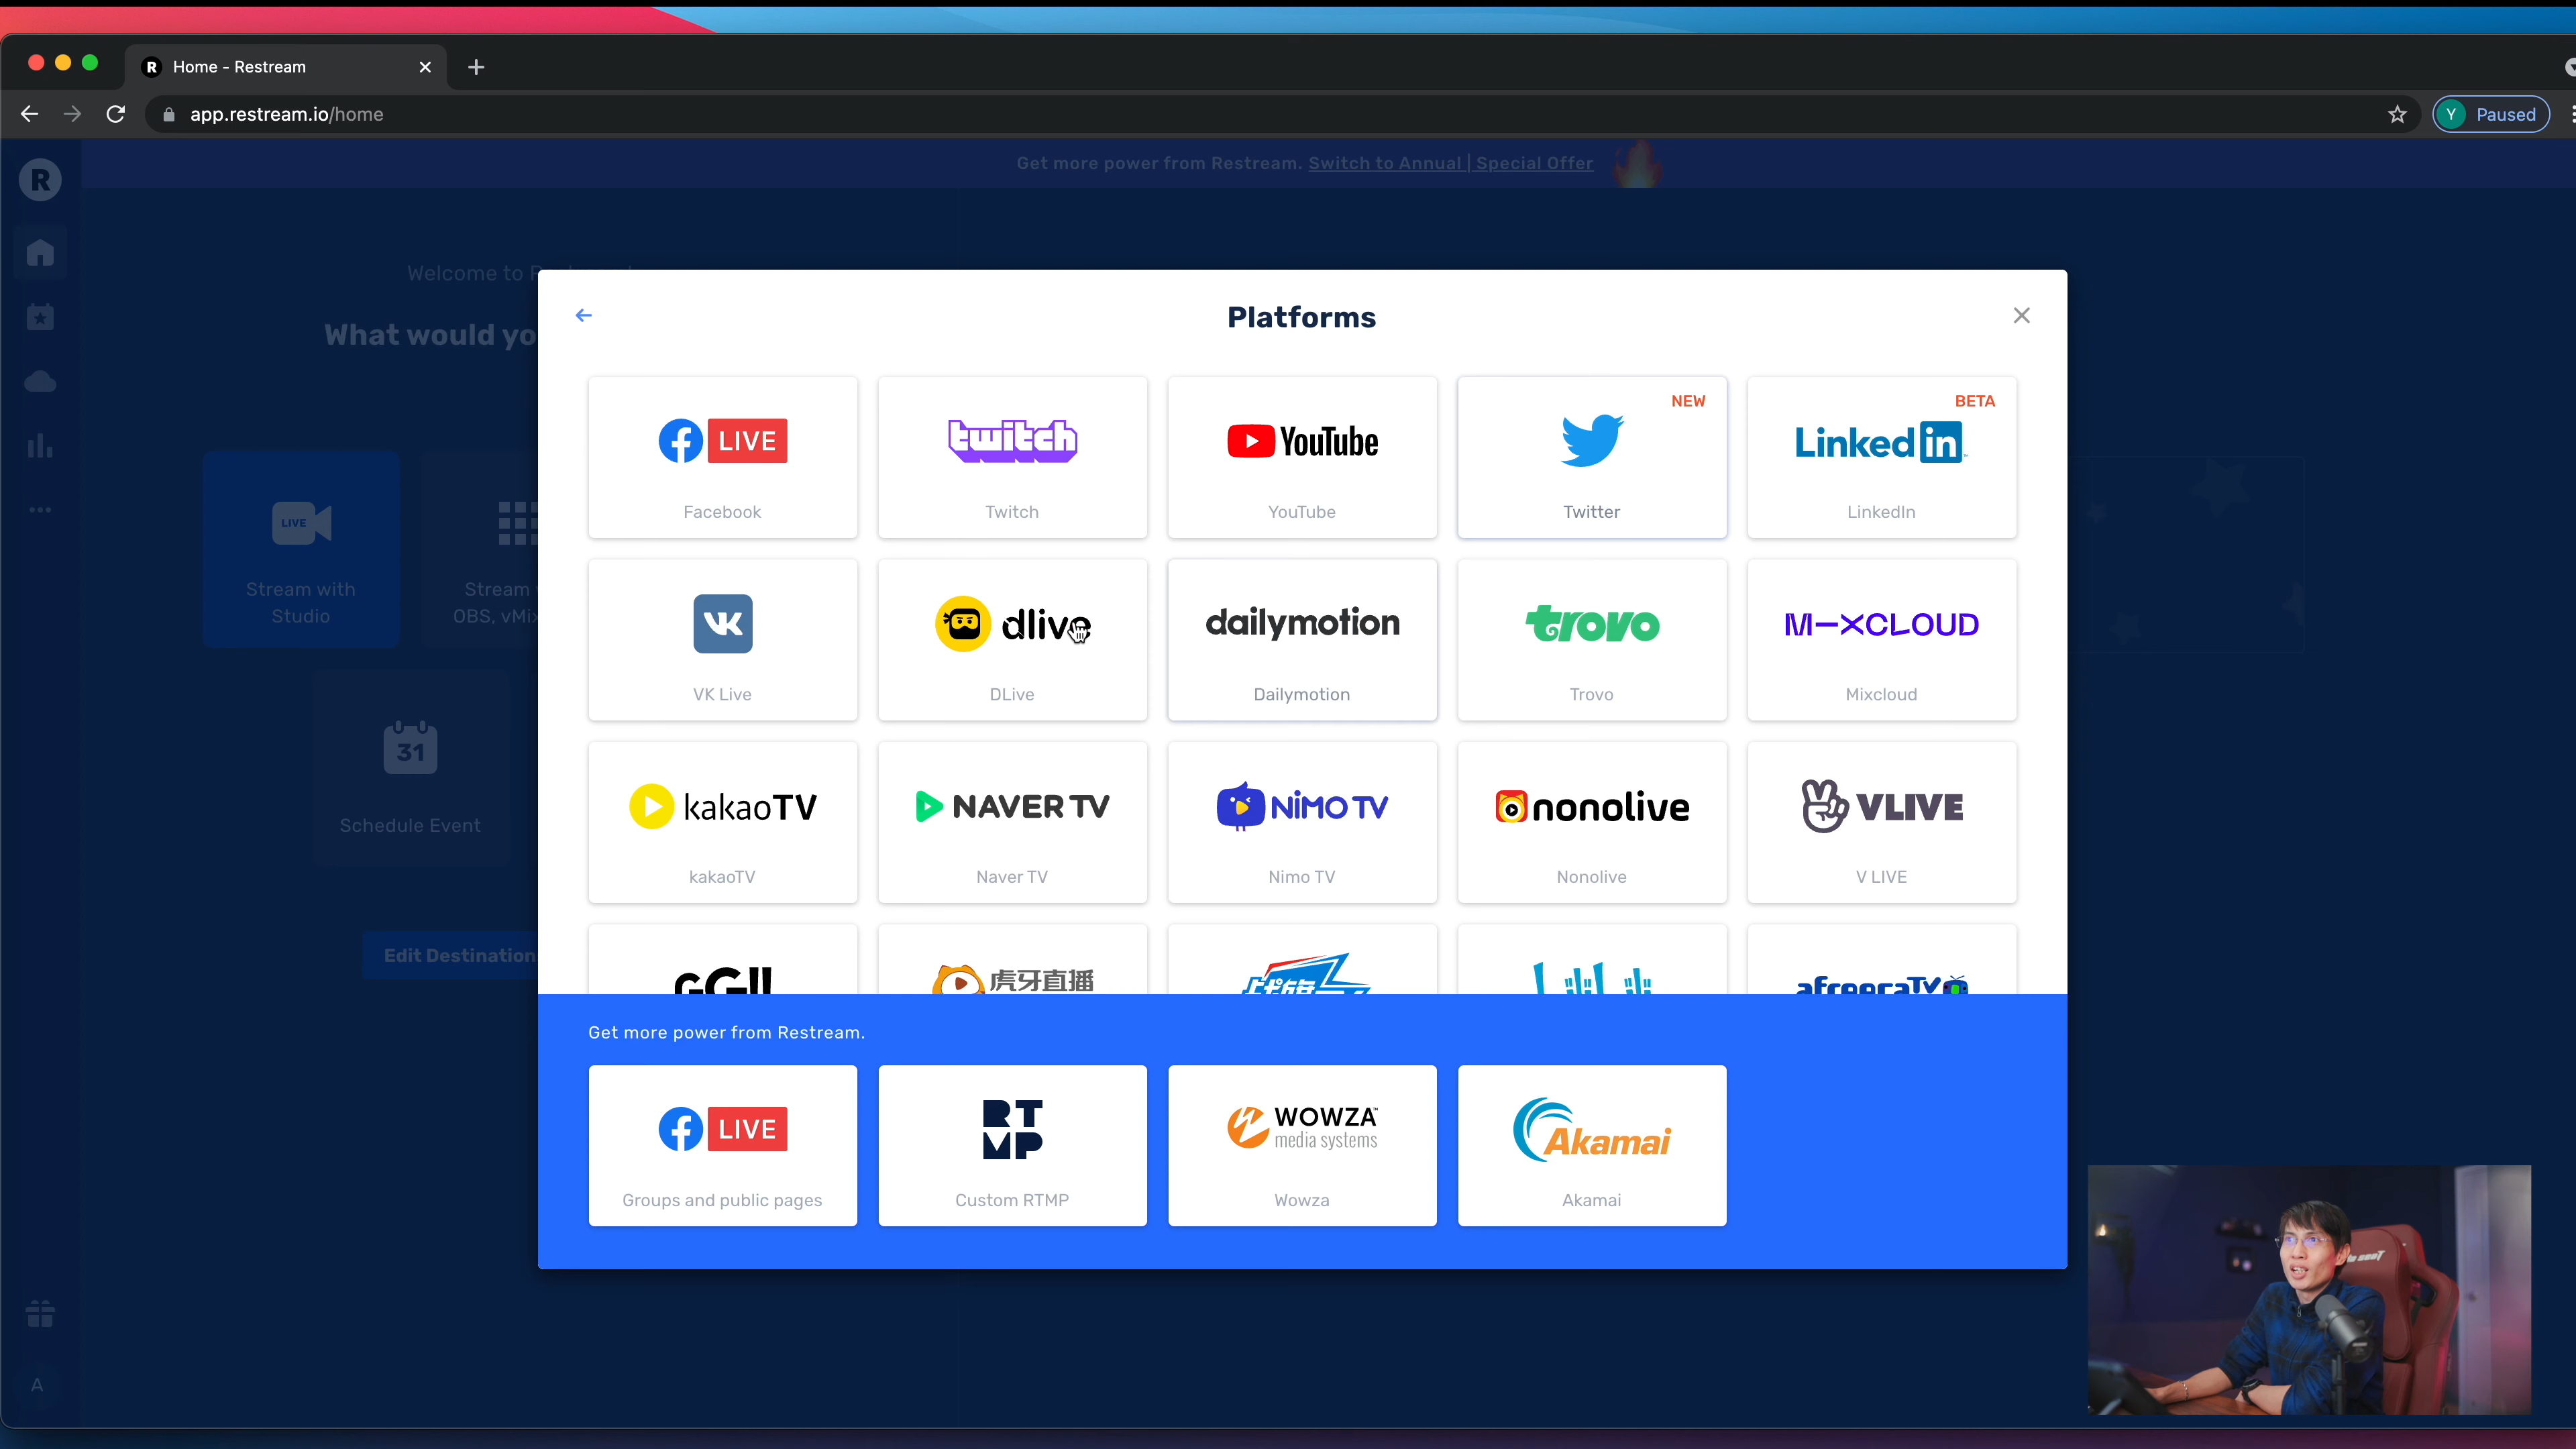 Home - Restream
app.restream.io/home
Y Paused
Get more power from Restream. Switch to Annual | Special Offer
R
Welcome to
What would yo
Platforms
LIVE
Facebook
twitch
Twitch
YouTube
YouTube
NEW
Twitter
BETA
Linkedin
LinkedIn
LIVE
Stream with
Studio
Stream
OBS, vMix
VK Live
dlive
DLive
dailymotion
Dailymotion
trovo
Trovo
MIXCLOUD
Mixcloud
31
Schedule Event
kakaoTV
kakaoTV
NAVER TV
Naver TV
NiMO TV
Nimo TV
nonolive
Nonolive
VLIVE
V LIVE
Edit Destination
虎牙直播
afreecaTV
Get more power from Restream.
LIVE
Groups and public pages
RTMP
Custom RTMP
WOWZA
media systems
Wowza
Akamai
Akamai
A